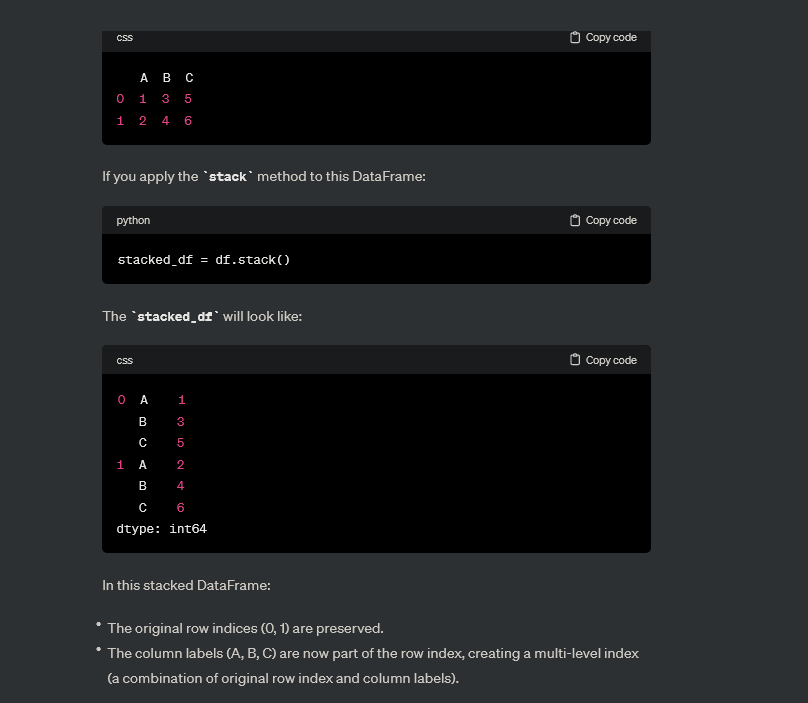 css Copy code
A B C
0 1 3 5
1 2 4 6
If you apply the `stack` method to this DataFrame:
python Copy code
stacked_df = df.stack()
The `stacked_df` will look like:
css Copy code
0 A 1
B 3
C 5
1 A 2
B 4
C 6
dtype: int64
In this stacked DataFrame:
• The original row indices (0, 1) are preserved.
• The column labels (A, B, C) are now part of the row index, creating a multi-level index
(a combination of original row index and column labels).